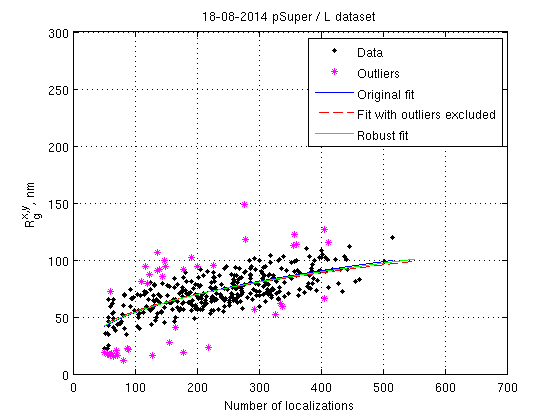 18-08-2014 pSuper / L dataset
300
250
200
150
100
50
0
R_g^{x,y}, nm
Data
Outliers
Original fit
Fit with outliers excluded
Robust fit
0 100 200 300 400 500 600 700
Number of localizations